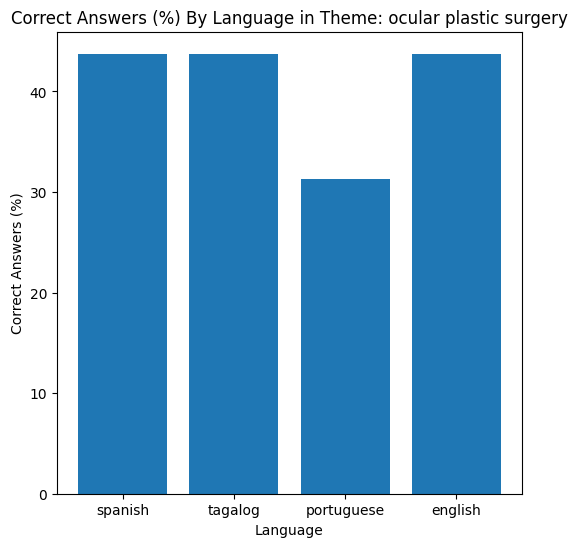 Correct Answers (%) By Language in Theme: ocular plastic surgery
Correct Answers (%)
40
30
20
10
0
spanish tagalog portuguese english
Language